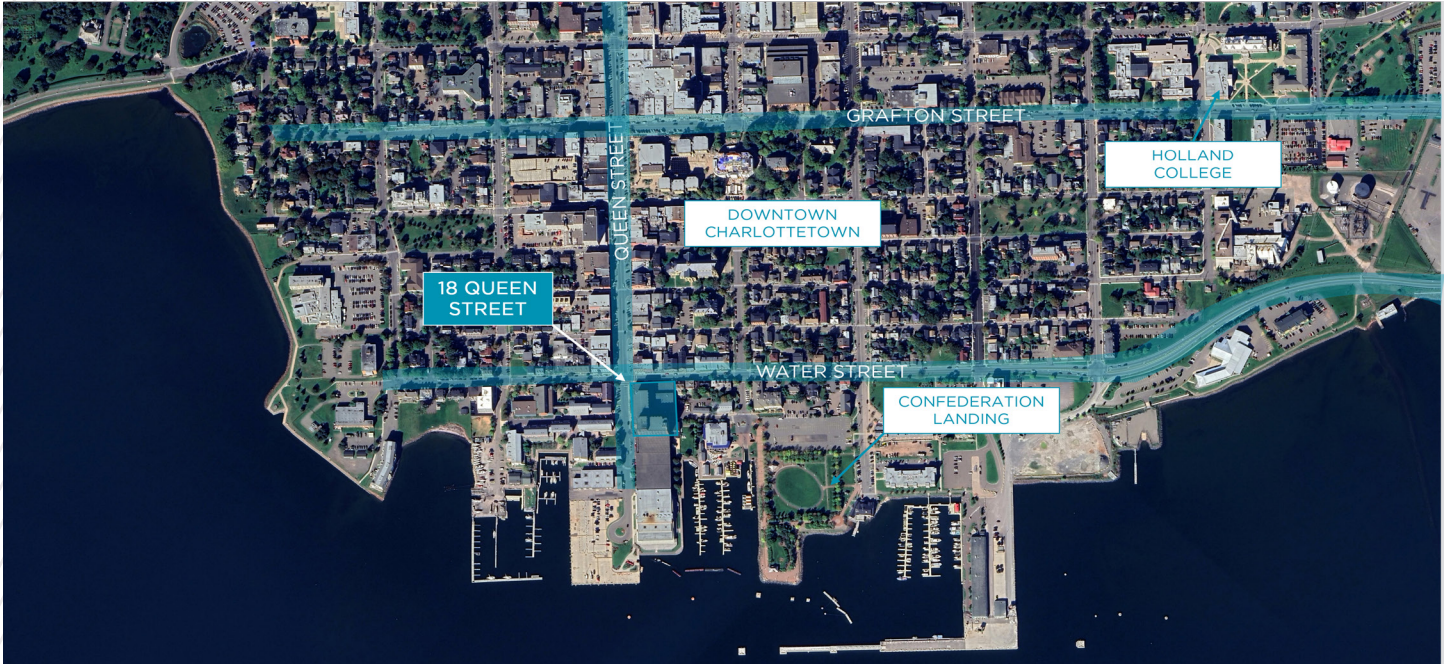 GRAFTON STREET
HOLLAND
COLLEGE
QUEEN STREET
DOWNTOWN
CHARLOTTETOWN
18 QUEEN
STREET
WATER STREET
CONFEDERATION
LANDING